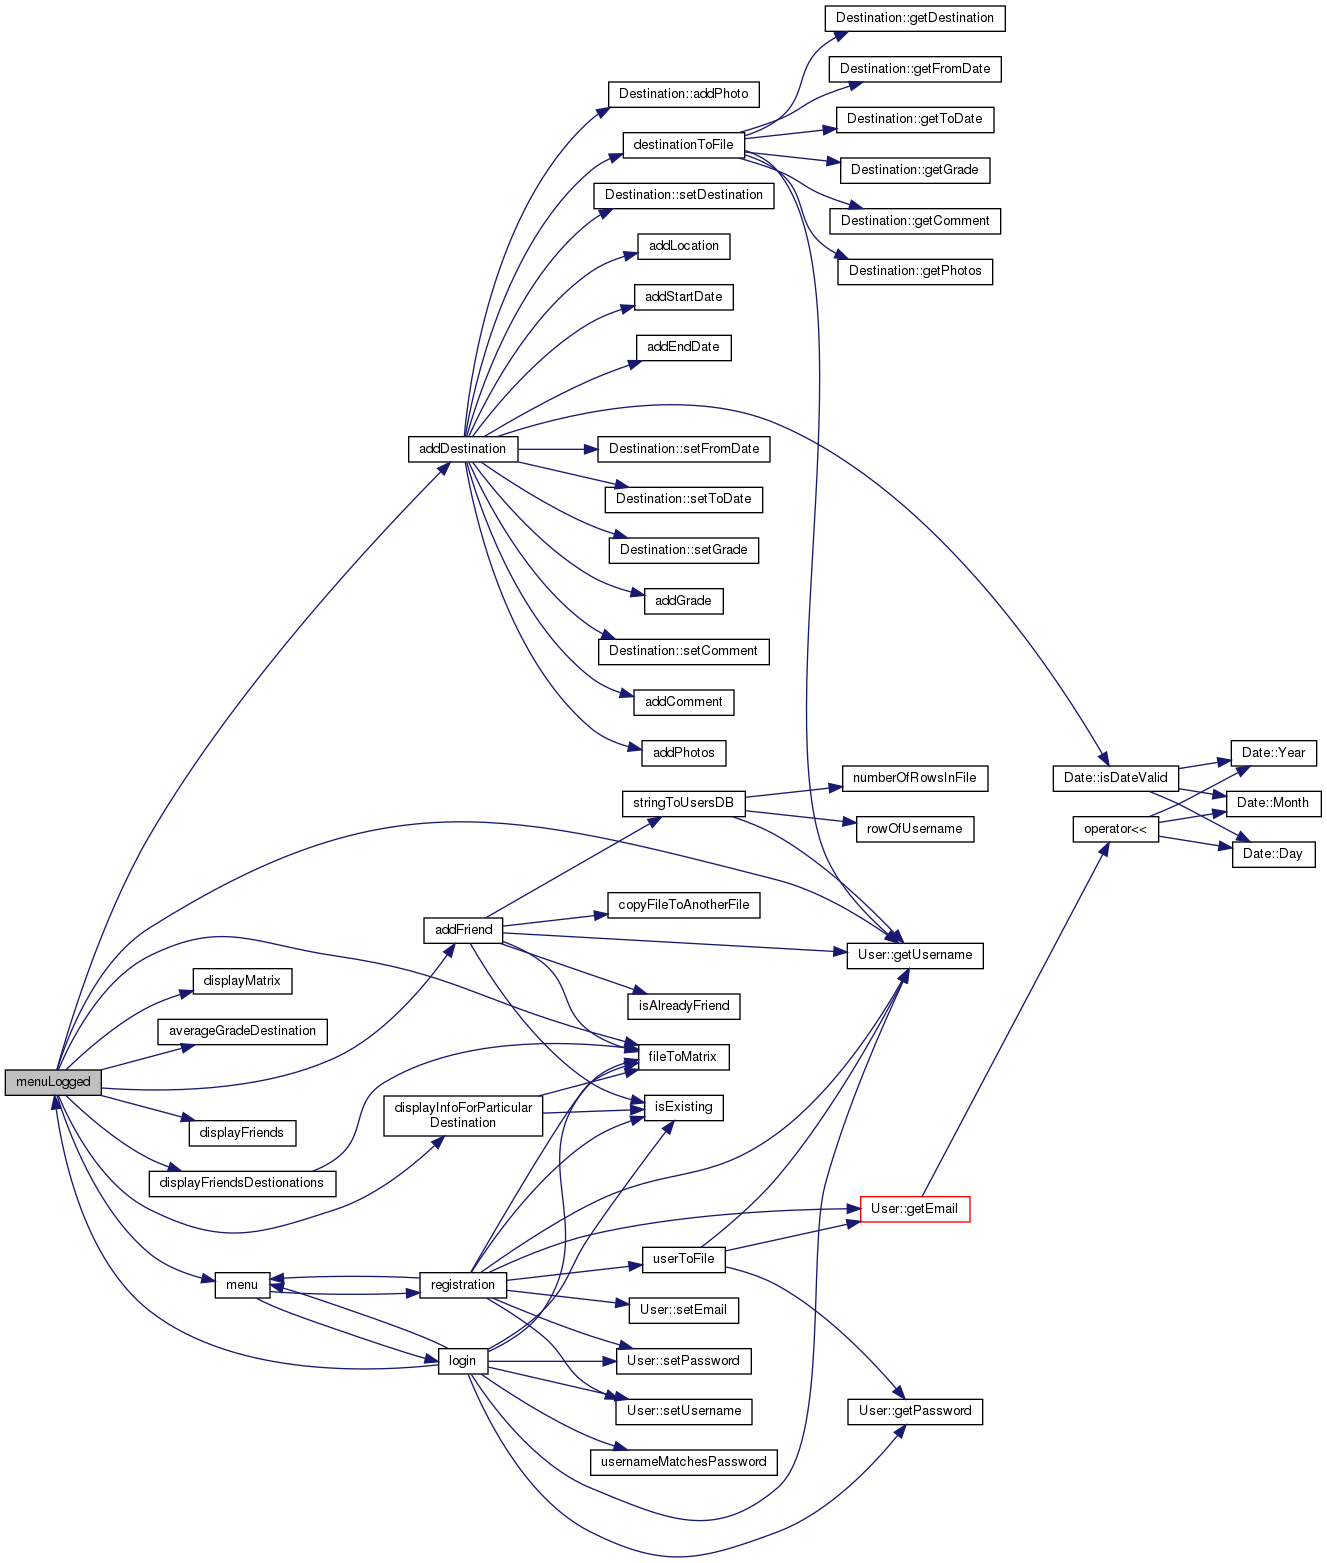 Destination::getDestination
Destination::getFromDate
Destination::addPhoto
Destination::getToDate
destinationToFile
Destination::getGrade
Destination::setDestination
Destination::getComment
addLocation
Destination::getPhotos
addStartDate
addEndDate
addDestination
Destination::setFromDate
Destination::setToDate
Destination::setGrade
addGrade
Destination::setComment
addComment
addPhotos
Date::Year
numberOfRowsInFile
Date::isDateValid
stringToUsersDB
Date::Month
rowOfUsername
operator<<
Date::Day
copyFileToAnotherFile
addFriend
User::getUsername
displayMatrix
isAlreadyFriend
averageGradeDestination
fileToMatrix
menuLogged
displayInfoForParticular
Destination
isExisting
displayFriends
displayFriendsDestionations
User::getEmail
userToFile
menu
registration
User::setEmail
login
User::setPassword
User::setUsername
User::getPassword
usernameMatchesPassword